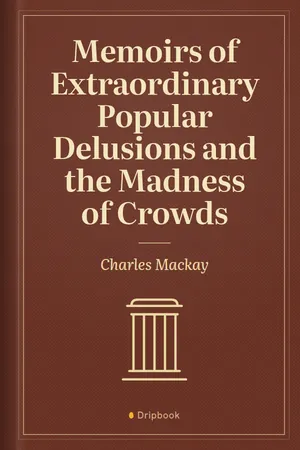 Memoirs of
Extraordinary
Popular
Delusions and
the Madness
of Crowds
Charles Mackay
Dripbook